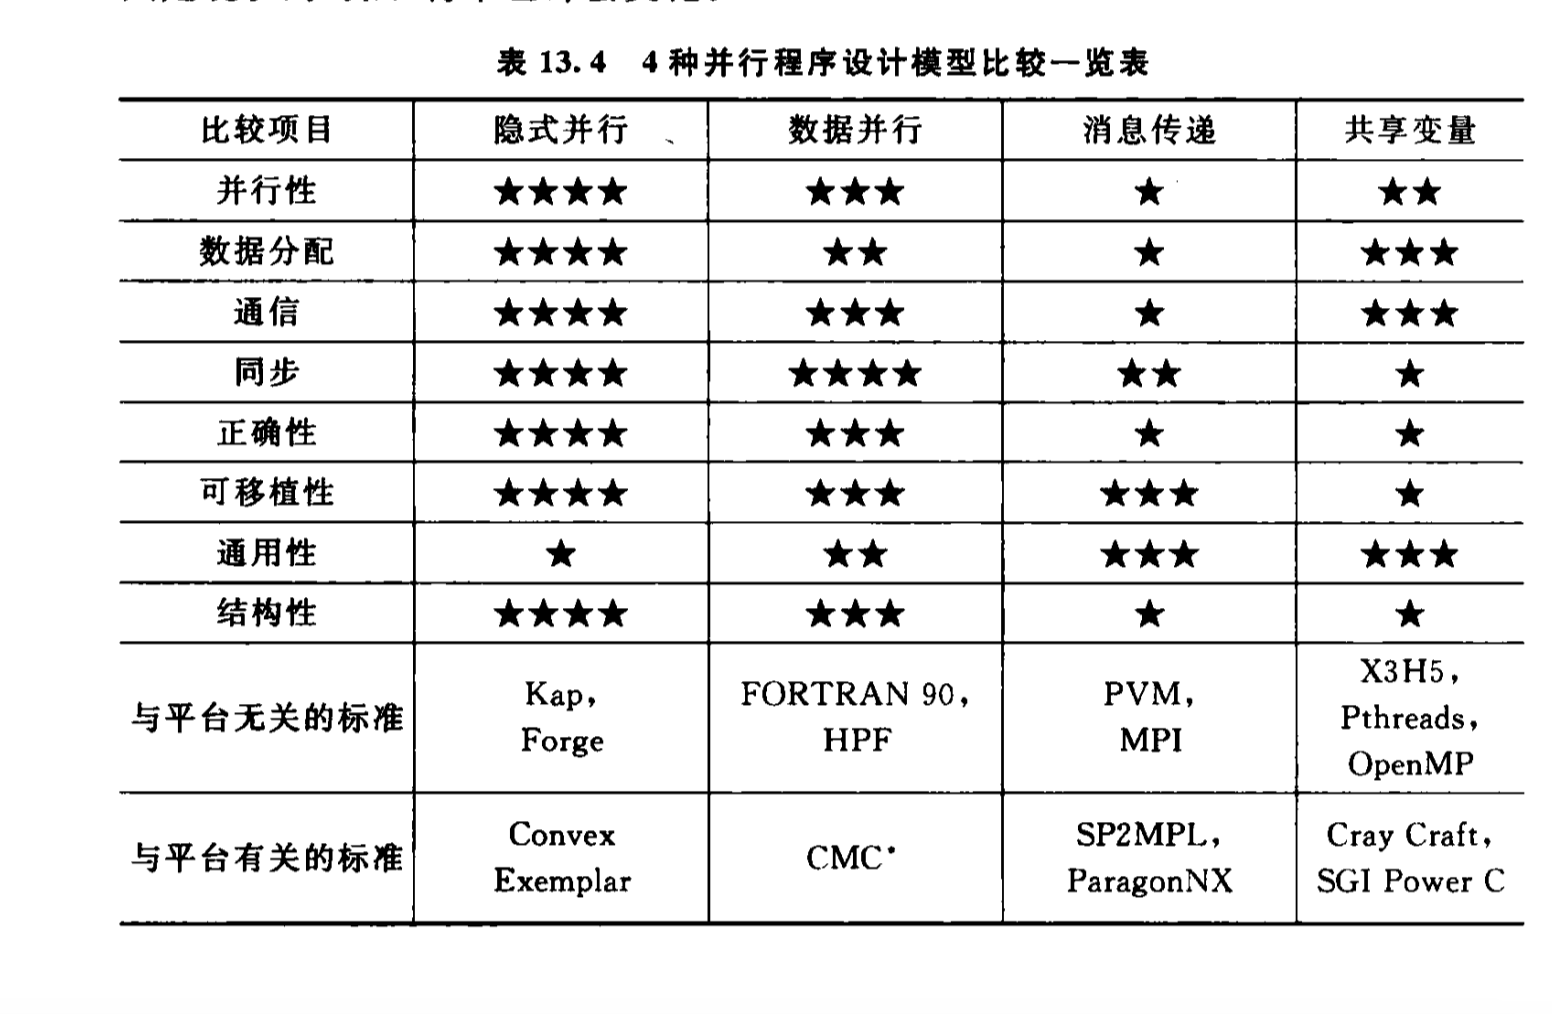 表 13.4 4 种并行程序设计模型比较一览表
比较项目 隐式并行 数据并行 消息传递 共享变量
并行性 ★★★★ ★★★ ★ ★★
数据分配 ★★★★ ★★ ★ ★★★
通信 ★★★★ ★★★ ★ ★★★
同步 ★★★★ ★★★★ ★★ ★
正确性 ★★★★ ★★★ ★ ★
可移植性 ★★★★ ★★★ ★★★ ★
通用性 ★ ★★ ★★★ ★★★
结构性 ★★★★ ★★★ ★ ★
与平台无关的标准
Kap,
Forge
FORTRAN 90,
HPF
PVM,
MPI
X3H5,
Pthreads,
OpenMP
与平台有关的标准
Convex
Exemplar
CMC*
SP2MPL,
ParagonNX
Cray Craft,
SGI Power C